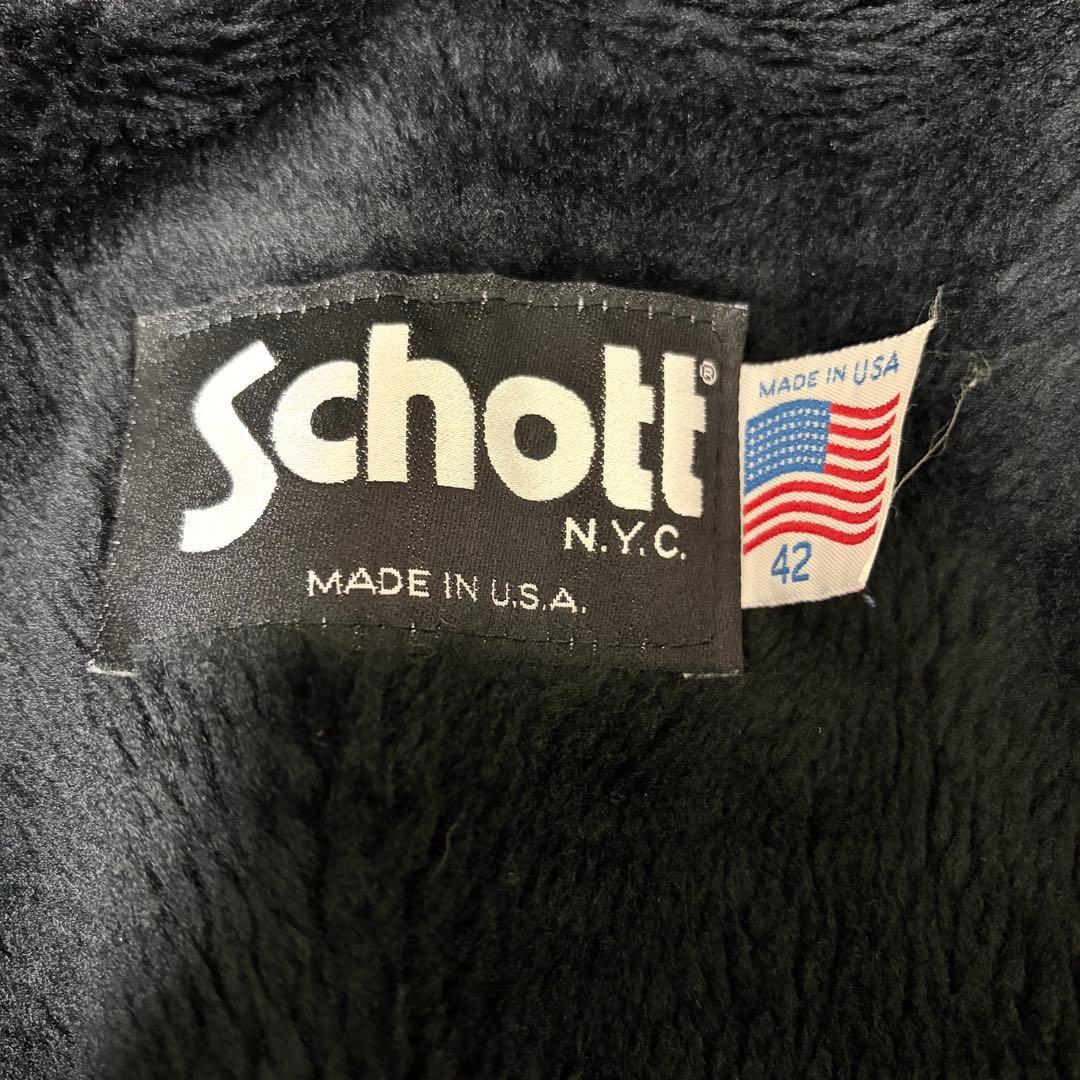 Schott®
N.Y.C.
MADE IN U.S.A.
MADE IN USA
42